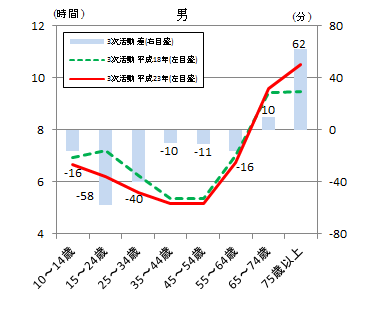 (時間)
男
(分)
12
10
8
6
4
80
40
0
-40
-80
3次活動 差(右目盛)
3次活動 平成18年(左目盛)
3次活動 平成23年(左目盛)
-16
-58
-40
-10
-11
-16
10
62
10～14歳
15～24歳
25～34歳
35～44歳
45～54歳
55～64歳
65～74歳
75歳以上